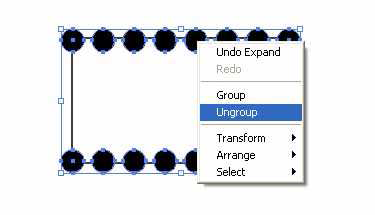 Undo Expand
Redo
Group
Ungroup
Transform
Arrange
Select